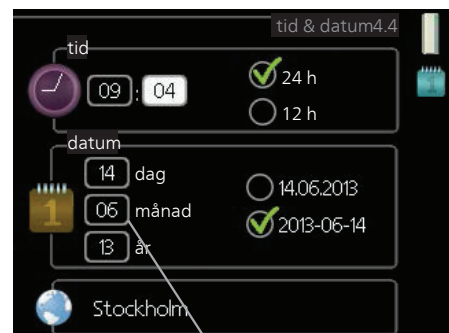 tid & datum4.4
tid
09 : 04
24 h
12 h
datum
14 dag
06 månad
13 år
14.06.2013
2013-06-14
Stockholm